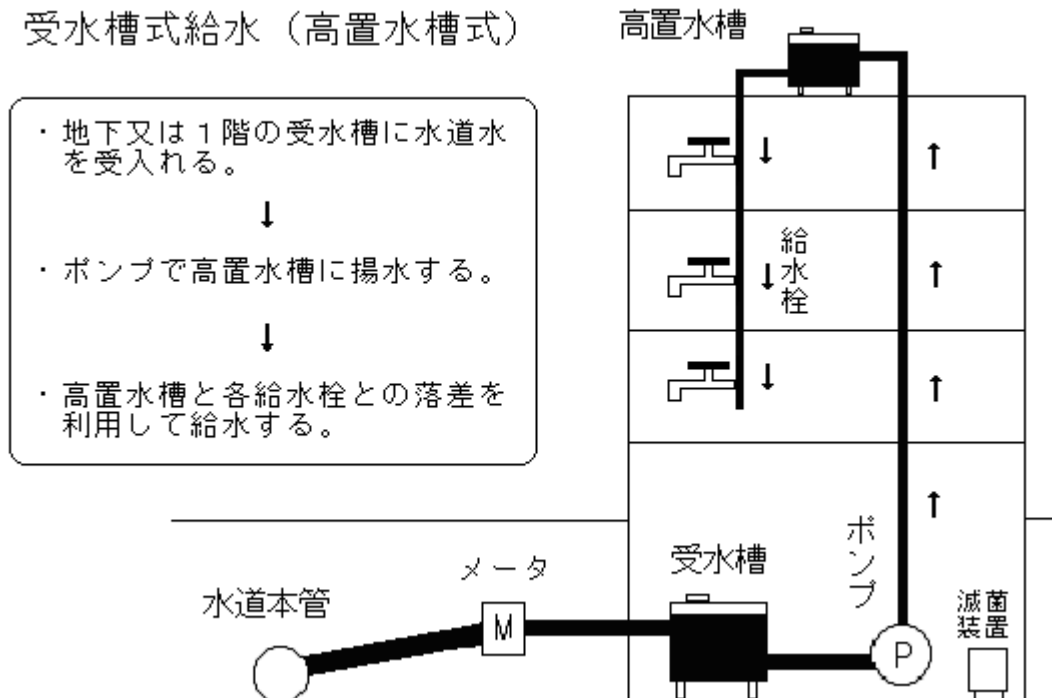 受水槽式給水（高置水槽式）
高置水槽
・地下又は１階の受水槽に水道水
を受入れる。
↓
・ポンプで高置水槽に揚水する。
↓
・高置水槽と各給水栓との落差を
利用して給水する。
給水栓
ポンプ
受水槽
メータ
水道本管
M
P
滅菌
装置